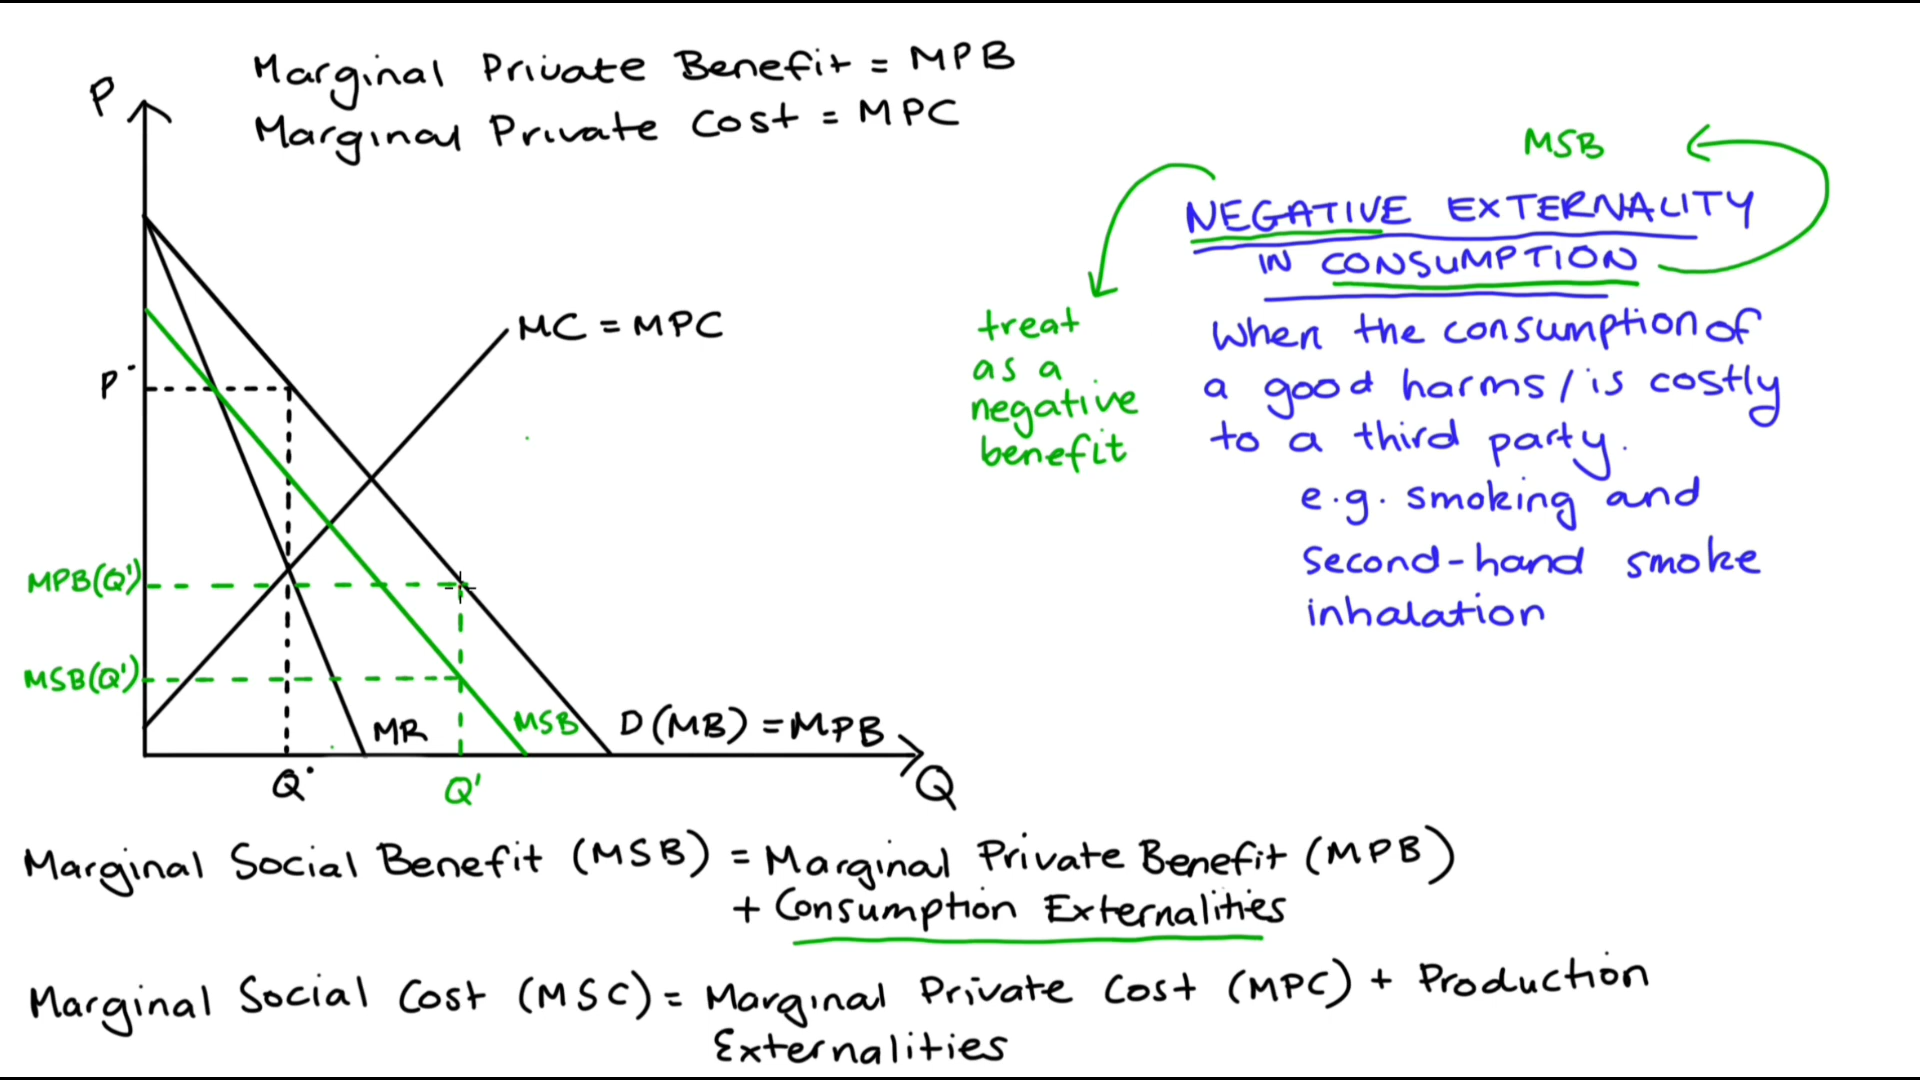 Marginal Private Benefit = MPB
Marginal Private Cost = MPC
P
MC = MPC
P*
MPB(Q')
MSB(Q')
MR
MSB
D(MB) = MPB
Q*
Q'
Q
MSB
NEGATIVE EXTERNALITY
IN CONSUMPTION
treat
as a
negative
benefit
When the consumption of
a good harms / is costly
to a third party.
e.g. smoking and
second-hand smoke
inhalation
Marginal Social Benefit (MSB) = Marginal Private Benefit (MPB)
+ Consumption Externalities
Marginal Social Cost (MSC) = Marginal Private Cost (MPC) + Production
Externalities